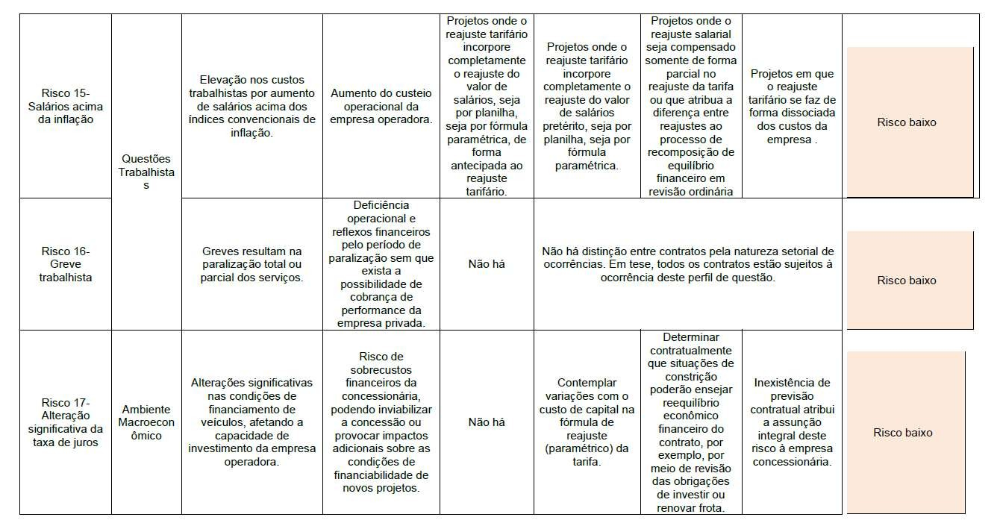 Risco 15-
Salários acima
da inflação
Questões
Trabalhista
s
Elevação nos custos
trabalhistas por aumento
de salários acima dos
índices convencionais de
inflação.
Aumento do custeio
operacional da
empresa operadora.
Projetos onde o
reajuste tarifário
incorpore
completamente
o reajuste do
valor de
salários, seja
por planilha,
seja por fórmula
paramétrica, de
forma
antecipada ao
reajuste
tarifário.
Projetos onde o
reajuste tarifário
incorpore
completamente o
reajuste do valor
de salários
pretérito, seja por
planilha, seja por
fórmula
paramétrica.
Projetos onde o
reajuste salarial
seja compensado
somente de forma
parcial no
reajuste da tarifa
ou que atribua a
diferença entre
reajustes ao
processo de
recomposição de
equilíbrio
financeiro em
revisão ordinária
Projetos em que
o reajuste
tarifário se faz de
forma dissociada
dos custos da
empresa .
Risco baixo
Risco 16-
Greve
trabalhista
Greves resultam na
paralização total ou
parcial dos serviços.
Deficiência
operacional e
reflexos financeiros
pelo período de
paralização sem que
exista a
possibilidade de
cobrança de
performance da
empresa privada.
Não há
Não há distinção entre contratos pela natureza setorial de
ocorrências. Em tese, todos os contratos estão sujeitos à
ocorrência deste perfil de questão.
Risco baixo
Risco 17-
Alteração
significativa da
taxa de juros
Ambiente
Macroecon
ômico
Alterações significativas
nas condições de
financiamento de
veículos, afetando a
capacidade de
investimento da empresa
operadora.
Risco de
sobrecustos
financeiros da
concessionária,
podendo inviabilizar
a concessão ou
provocar impactos
adicionais sobre as
condições de
financiabilidade de
novos projetos.
Não há
Contemplar
variações com o
custo de capital na
fórmula de
reajuste
(paramétrico) da
tarifa.
Determinar
contratualmente
que situações de
constrição
poderão ensejar
reequilíbrio
econômico
financeiro do
contrato, por
exemplo, por
meio de revisão
das obrigações
de investir ou
renovar frota.
Inexistência de
previsão
contratual atribui
a assunção
integral deste
risco à empresa
concessionária.
Risco baixo